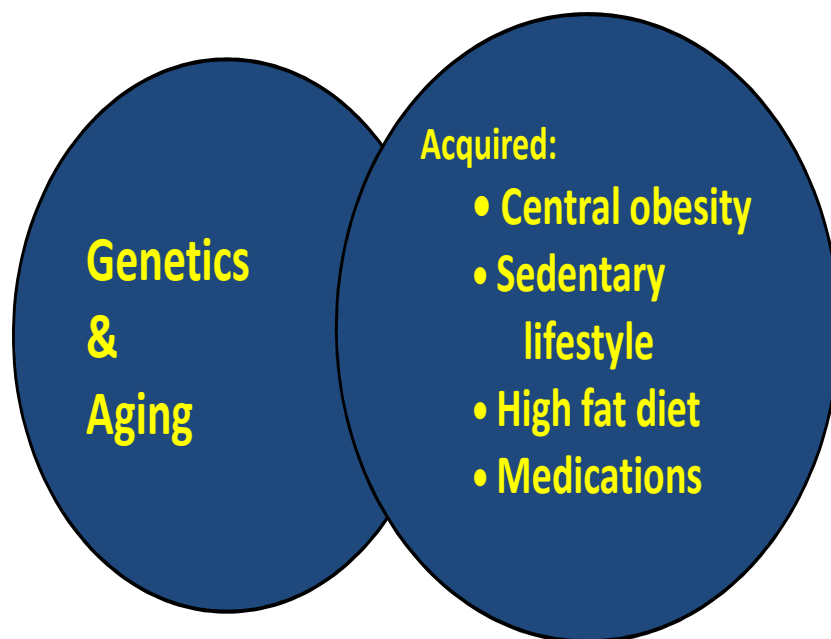 Genetics
&
Aging
Acquired:
• Central obesity
• Sedentary
lifestyle
• High fat diet
• Medications